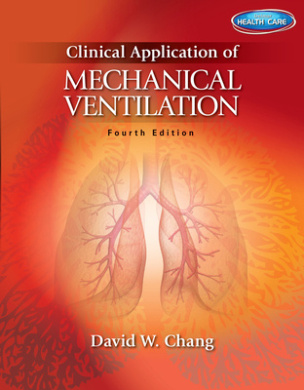 HEALTH CARE
Clinical Application of
MECHANICAL
VENTILATION
Fourth Edition
David W. Chang